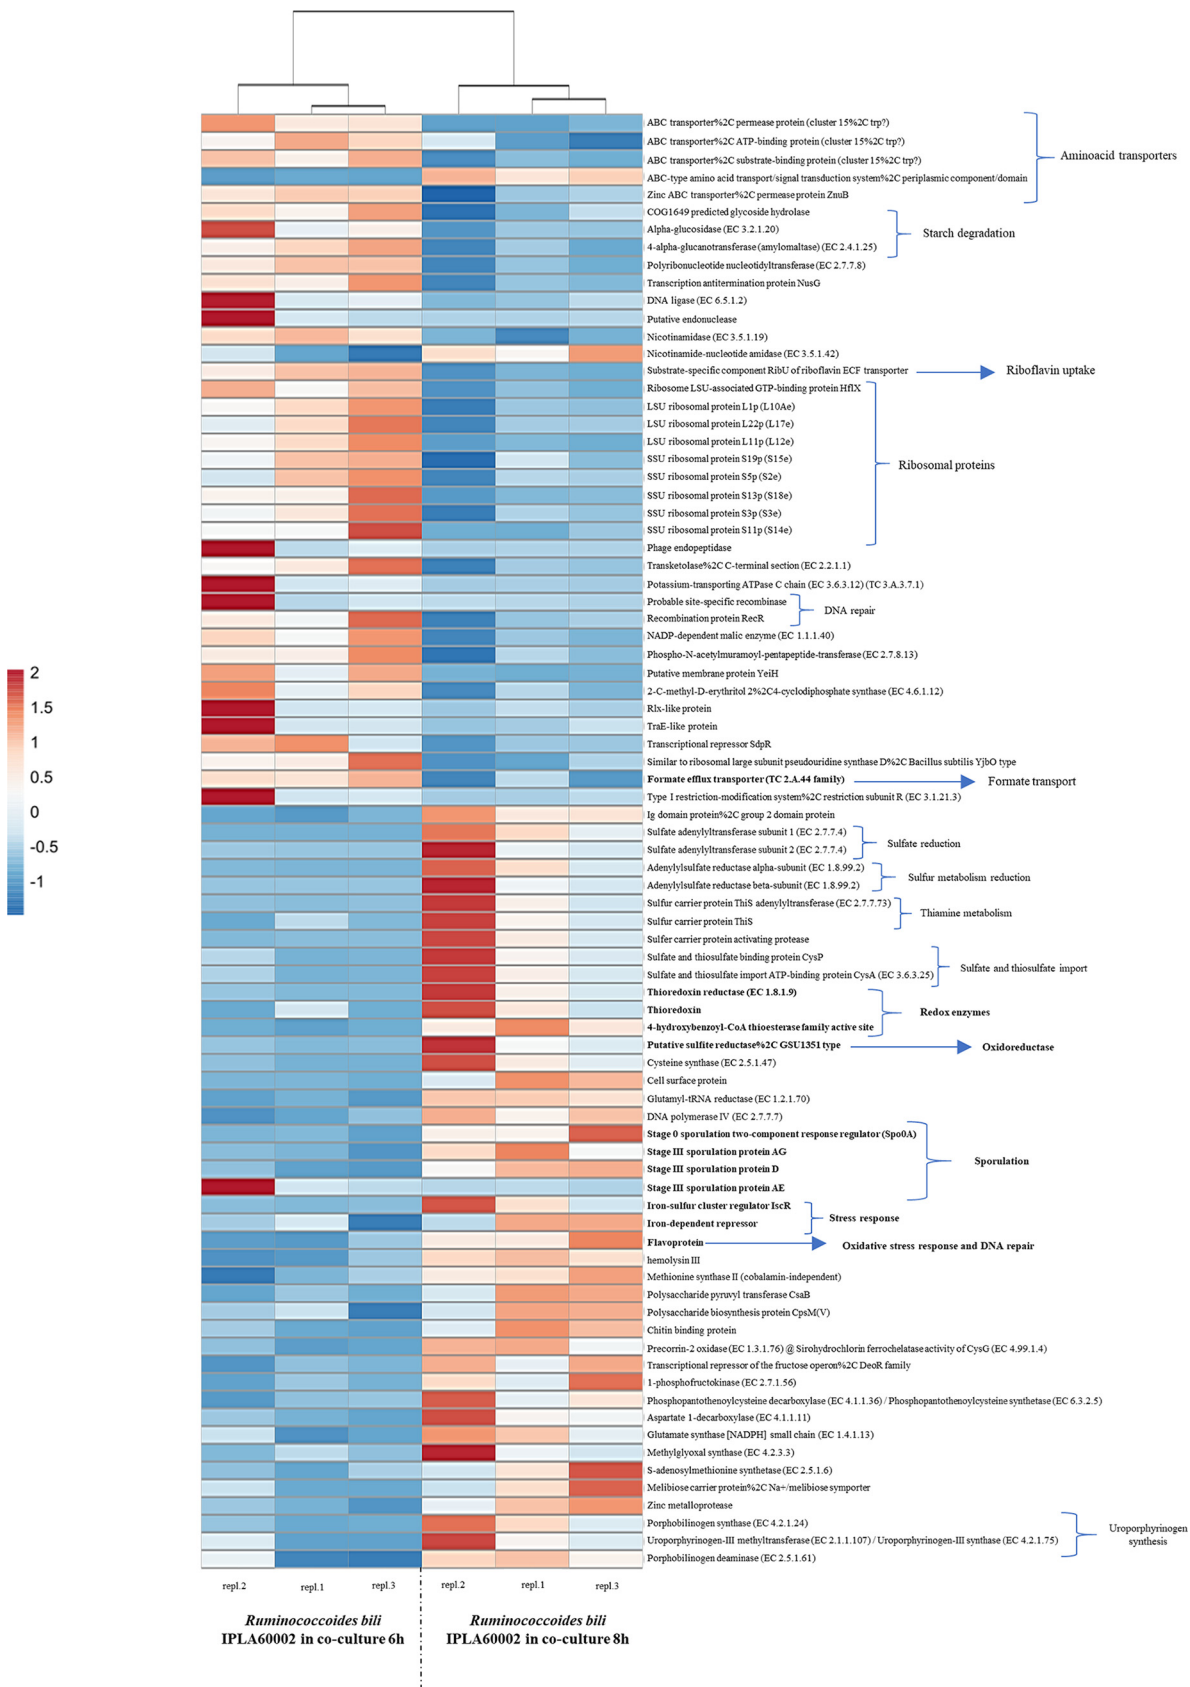 ABC transporter%2C permease protein (cluster 15%2C trp?)
ABC transporter%2C ATP-binding protein (cluster 15%2C trp?)
ABC transporter%2C substrate-binding protein (cluster 15%2C trp?)
Aminoacid transporters
ABC-type amino acid transport/signal transduction system%2C periplasmic component/domain
Zinc ABC transporter%2C permease protein ZnuB
COG1649 predicted glycoside hydrolase
Alpha-glucosidase (EC 3.2.1.20)
Starch degradation
4-alpha-glucanotransferase (amylomaltase) (EC 2.4.1.25)
Polyribonucleotide nucleotidyltransferase (EC 2.7.7.8)
Transcription antitermination protein NusG
DNA ligase (EC 6.5.1.2)
Putative endonuclease
Nicotinamidase (EC 3.5.1.19)
Nicotinamide-nucleotide amidase (EC 3.5.1.42)
Substrate-specific component RibU of riboflavin ECF transporter
Riboflavin uptake
Ribosome LSU-associated GTP-binding protein HflX
LSU ribosomal protein L1p (L10Ae)
LSU ribosomal protein L22p (L17e)
LSU ribosomal protein L11p (L12e)
SSU ribosomal protein S19p (S15e)
Ribosomal proteins
SSU ribosomal protein S5p (S2e)
SSU ribosomal protein S13p (S18e)
SSU ribosomal protein S3p (S3e)
SSU ribosomal protein S11p (S14e)
Phage endopeptidase
Transketolase%2C C-terminal section (EC 2.2.1.1)
Potassium-transporting ATPase C chain (EC 3.6.3.12) (TC 3.A.3.7.1)
Probable site-specific recombinase
DNA repair
Recombination protein RecR
NADP-dependent malic enzyme (EC 1.1.1.40)
Phospho-N-acetylmuramoyl-pentapeptide-transferase (EC 2.7.8.13)
Putative membrane protein YeiH
2-C-methyl-D-erythritol 2%2C4-cyclodiphosphate synthase (EC 4.6.1.12)
Rlx-like protein
TraE-like protein
Transcriptional repressor SdpR
Similar to ribosomal large subunit pseudouridine synthase D%2C Bacillus subtilis YjbO type
Formate efflux transporter (TC 2.A.44 family)
Formate transport
Type I restriction-modification system%2C restriction subunit R (EC 3.1.21.3)
Ig domain protein%2C group 2 domain protein
Sulfate adenylyltransferase subunit 1 (EC 2.7.7.4)
Sulfate reduction
Sulfate adenylyltransferase subunit 2 (EC 2.7.7.4)
Adenylylsulfate reductase alpha-subunit (EC 1.8.99.2)
Sulfur metabolism reduction
Adenylylsulfate reductase beta-subunit (EC 1.8.99.2)
Sulfur carrier protein ThiS adenylyltransferase (EC 2.7.7.73)
Thiamine metabolism
Sulfur carrier protein ThiS
Sulfer carrier protein activating protease
Sulfate and thiosulfate binding protein CysP
Sulfate and thiosulfate import
Sulfate and thiosulfate import ATP-binding protein CysA (EC 3.6.3.25)
Thioredoxin reductase (EC 1.8.1.9)
Thioredoxin
Redox enzymes
4-hydroxybenzoyl-CoA thioesterase family active site
Putative sulfite reductase%2C GSU1351 type
Oxidoreductase
Cysteine synthase (EC 2.5.1.47)
Cell surface protein
Glutamyl-tRNA reductase (EC 1.2.1.70)
DNA polymerase IV (EC 2.7.7.7)
Stage 0 sporulation two-component response regulator (Spo0A)
Stage III sporulation protein AG
Sporulation
Stage III sporulation protein D
Stage III sporulation protein AE
Iron-sulfur cluster regulator IscR
Stress response
Iron-dependent repressor
Flavoprotein
Oxidative stress response and DNA repair
hemolysin III
Methionine synthase II (cobalamin-independent)
Polysaccharide pyruvyl transferase CsaB
Polysaccharide biosynthesis protein CpsM(V)
Chitin binding protein
Precorrin-2 oxidase (EC 1.3.1.76) @ Sirohydrochlorin ferrochelatase activity of CysG (EC 4.99.1.4)
Transcriptional repressor of the fructose operon%2C DeoR family
1-phosphofructokinase (EC 2.7.1.56)
Phosphopantothenoylcysteine decarboxylase (EC 4.1.1.36) / Phosphopantothenoylcysteine synthetase (EC 6.3.2.5)
Aspartate 1-decarboxylase (EC 4.1.1.11)
Glutamate synthase [NADPH] small chain (EC 1.4.1.13)
Methylglyoxal synthase (EC 4.2.3.3)
S-adenosylmethionine synthetase (EC 2.5.1.6)
Melibiose carrier protein%2C Na+/melibiose symporter
Zinc metalloprotease
Porphobilinogen synthase (EC 4.2.1.24)
Uroporphyrinogen-III methyltransferase (EC 2.1.1.107) / Uroporphyrinogen-III synthase (EC 4.2.1.75)
Uroporphyrinogen
synthesis
Porphobilinogen deaminase (EC 2.5.1.61)
2
1.5
1
0.5
0
-0.5
-1
repl.2 repl.1 repl.3 repl.2 repl.1 repl.3
Ruminococcoides bili
IPLA60002 in co-culture 6h
Ruminococcoides bili
IPLA60002 in co-culture 8h